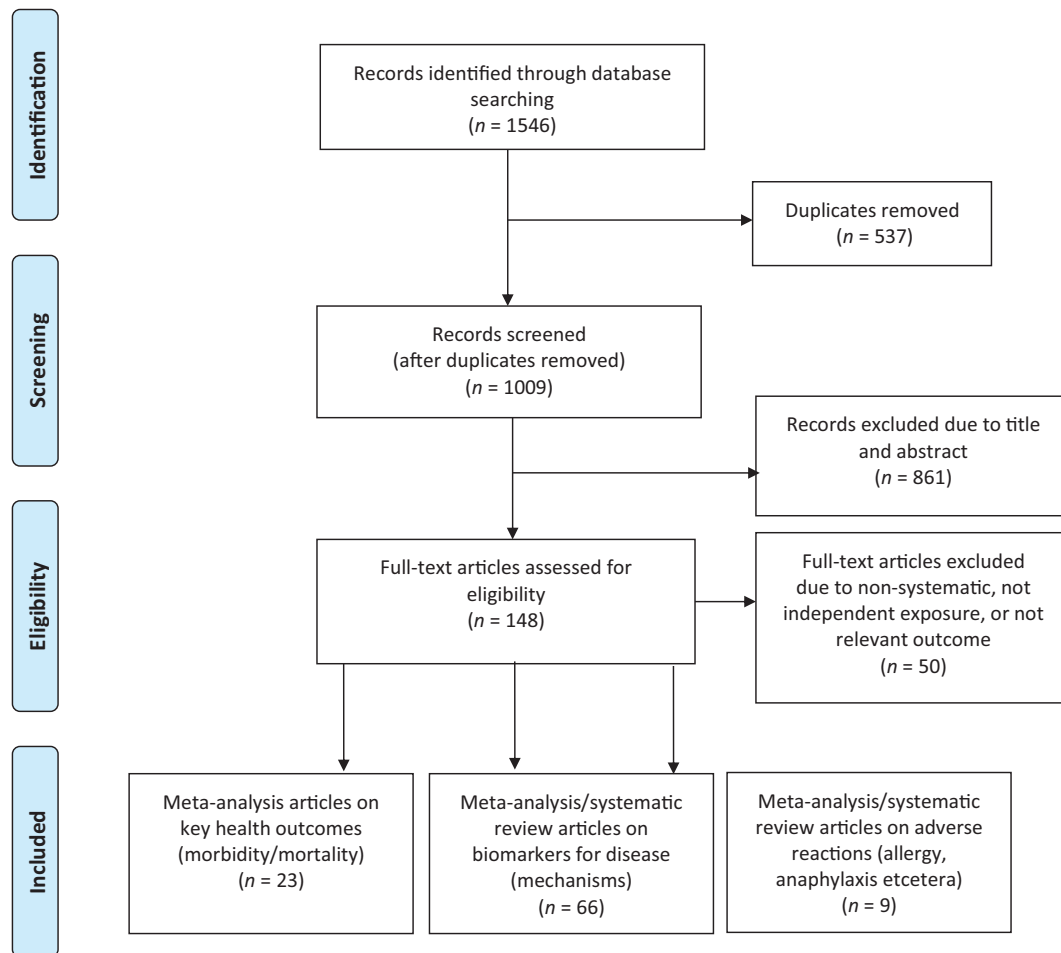 Identification
Records identified through database
searching
(n = 1546)
Duplicates removed
(n = 537)
Screening
Records screened
(after duplicates removed)
(n = 1009)
Records excluded due to title
and abstract
(n = 861)
Eligibility
Full-text articles assessed for
eligibility
(n = 148)
Full-text articles excluded
due to non-systematic, not
independent exposure, or not
relevant outcome
(n = 50)
Included
Meta-analysis articles on
key health outcomes
(morbidity/mortality)
(n = 23)
Meta-analysis/systematic
review articles on
biomarkers for disease
(mechanisms)
(n = 66)
Meta-analysis/systematic
review articles on adverse
reactions (allergy,
anaphylaxis etcetera)
(n = 9)